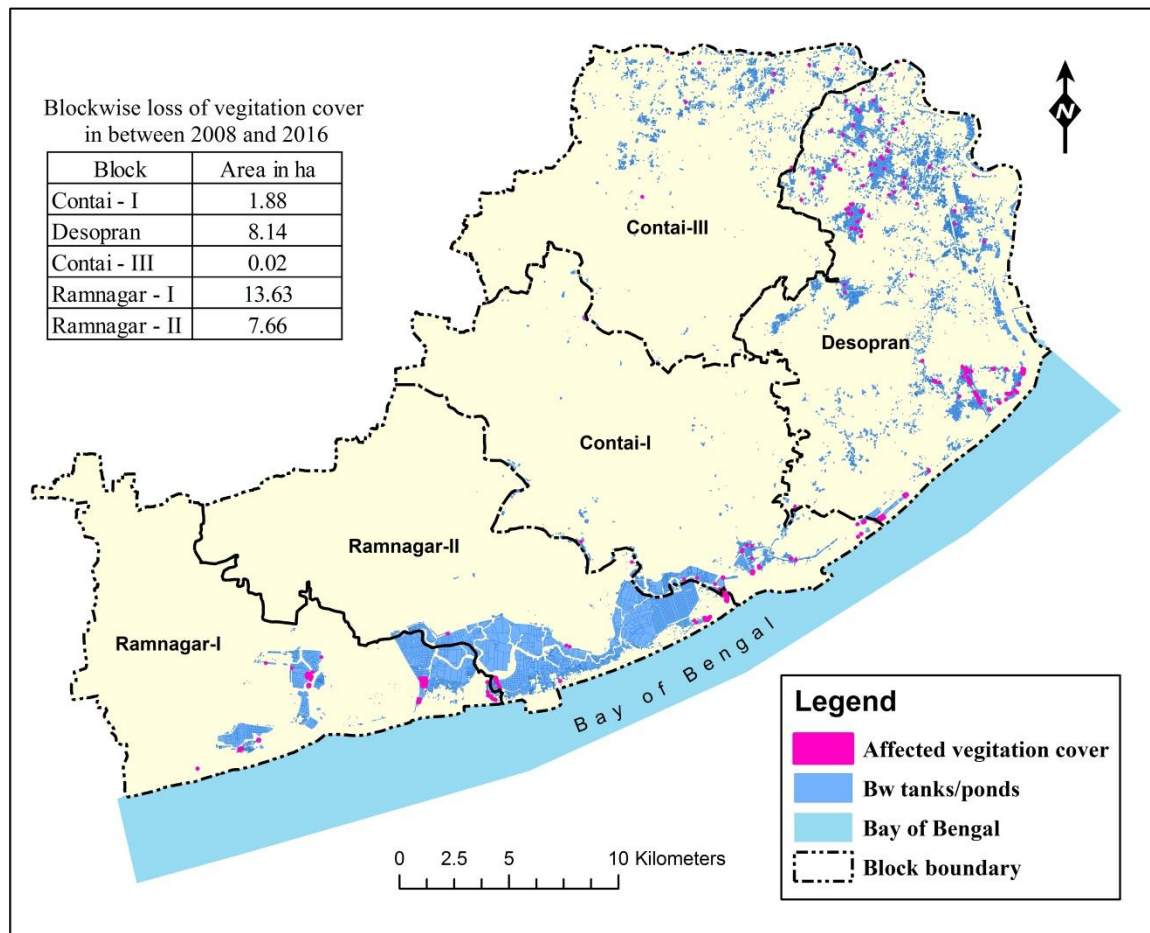 Blockwise loss of vegitation cover
in between 2008 and 2016
Block Area in ha
Contai - I 1.88
Desopran 8.14
Contai - III 0.02
Ramnagar - I 13.63
Ramnagar - II 7.66
N
Contai-III
Desopran
Contai-I
Ramnagar-II
Ramnagar-I
Bay of Bengal
0 2.5 5 10 Kilometers
Legend
Affected vegitation cover
Bw tanks/ponds
Bay of Bengal
Block boundary